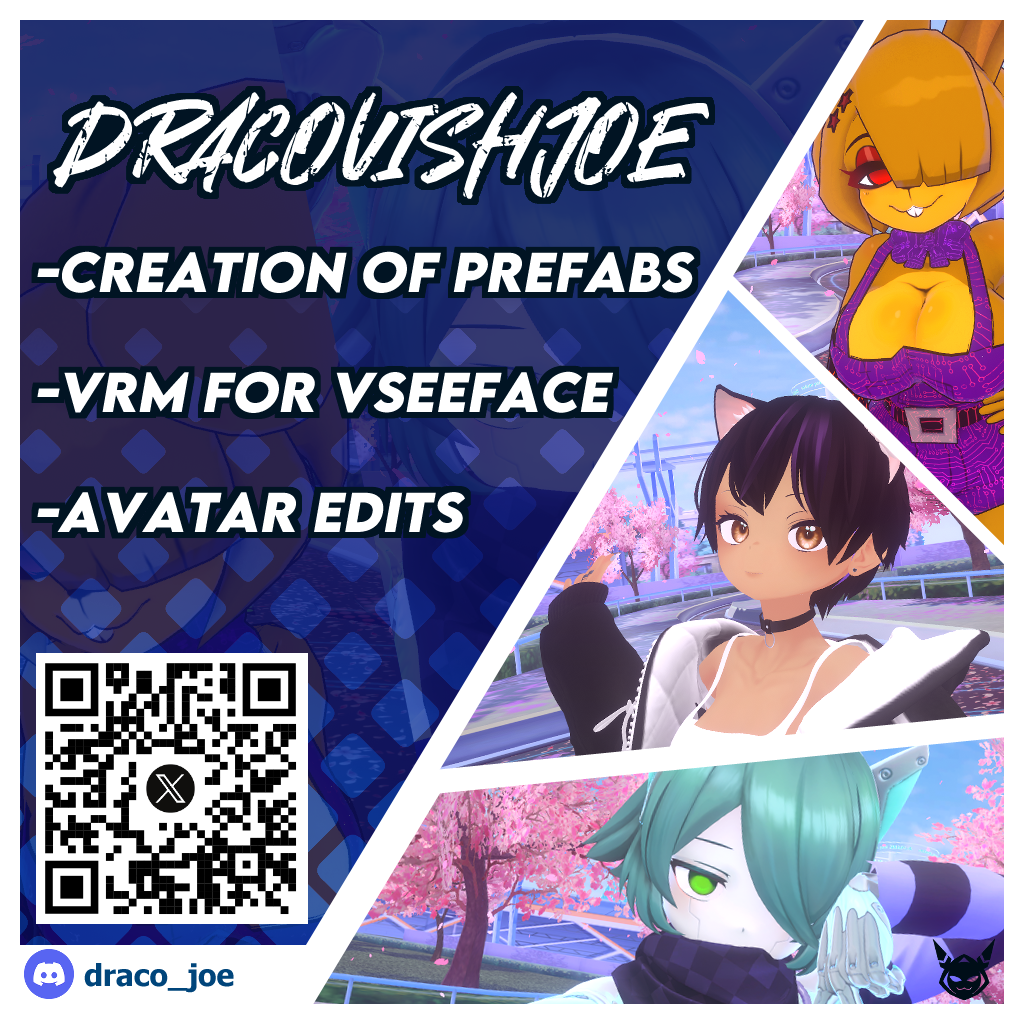 DRACOVISHJOE
-CREATION OF PREFABS
-VRM FOR VSEEFACE
-AVATAR EDITS
draco_joe